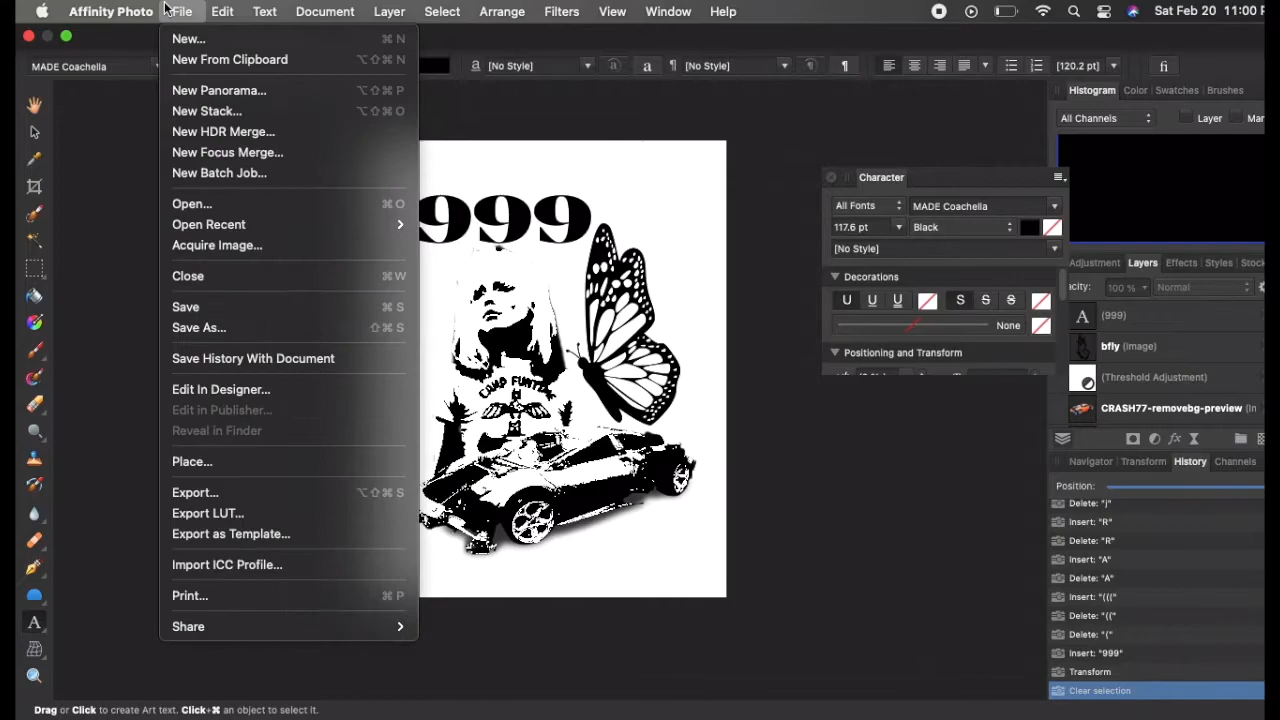 Affinity Photo File Edit Text Document Layer Select Arrange Filters View Window Help Sat Feb 20 11:00
MADE Coachella [No Style] [No Style] [120.2 pt]
New... ⌘ N
New From Clipboard ⌥⇧⌘ N
New Panorama... ⌥⇧⌘ P
New Stack... ⌥⇧⌘ O
New HDR Merge...
New Focus Merge...
New Batch Job...
Open... ⌘ O
Open Recent
Acquire Image...
Close ⌘ W
Save ⌘ S
Save As... ⇧⌘ S
Save History With Document
Edit In Designer...
Edit in Publisher...
Reveal in Finder
Place...
Export... ⌥⇧⌘ S
Export LUT...
Export as Template...
Import ICC Profile...
Print... ⌘ P
Share
999
CAMP
Character
All Fonts MADE Coachella
117.6 pt Black
[No Style]
Decorations
U U U S S S
None
Positioning and Transform
Histogram Color Swatches Brushes
All Channels Layer
Adjustment Layers Effects Styles
100 % Normal
(999)
bfly (Image)
(Threshold Adjustment)
CRASH77-removebg-preview
Navigator Transform History Channels
Position:
Delete: "j"
Insert: "R"
Delete: "R"
Insert: "A"
Delete: "A"
Insert: "((("
Delete: "(("
Delete: "("
Insert: "999"
Transform
Clear selection
Drag or Click to create Art text. Click+⌘ an object to select it.